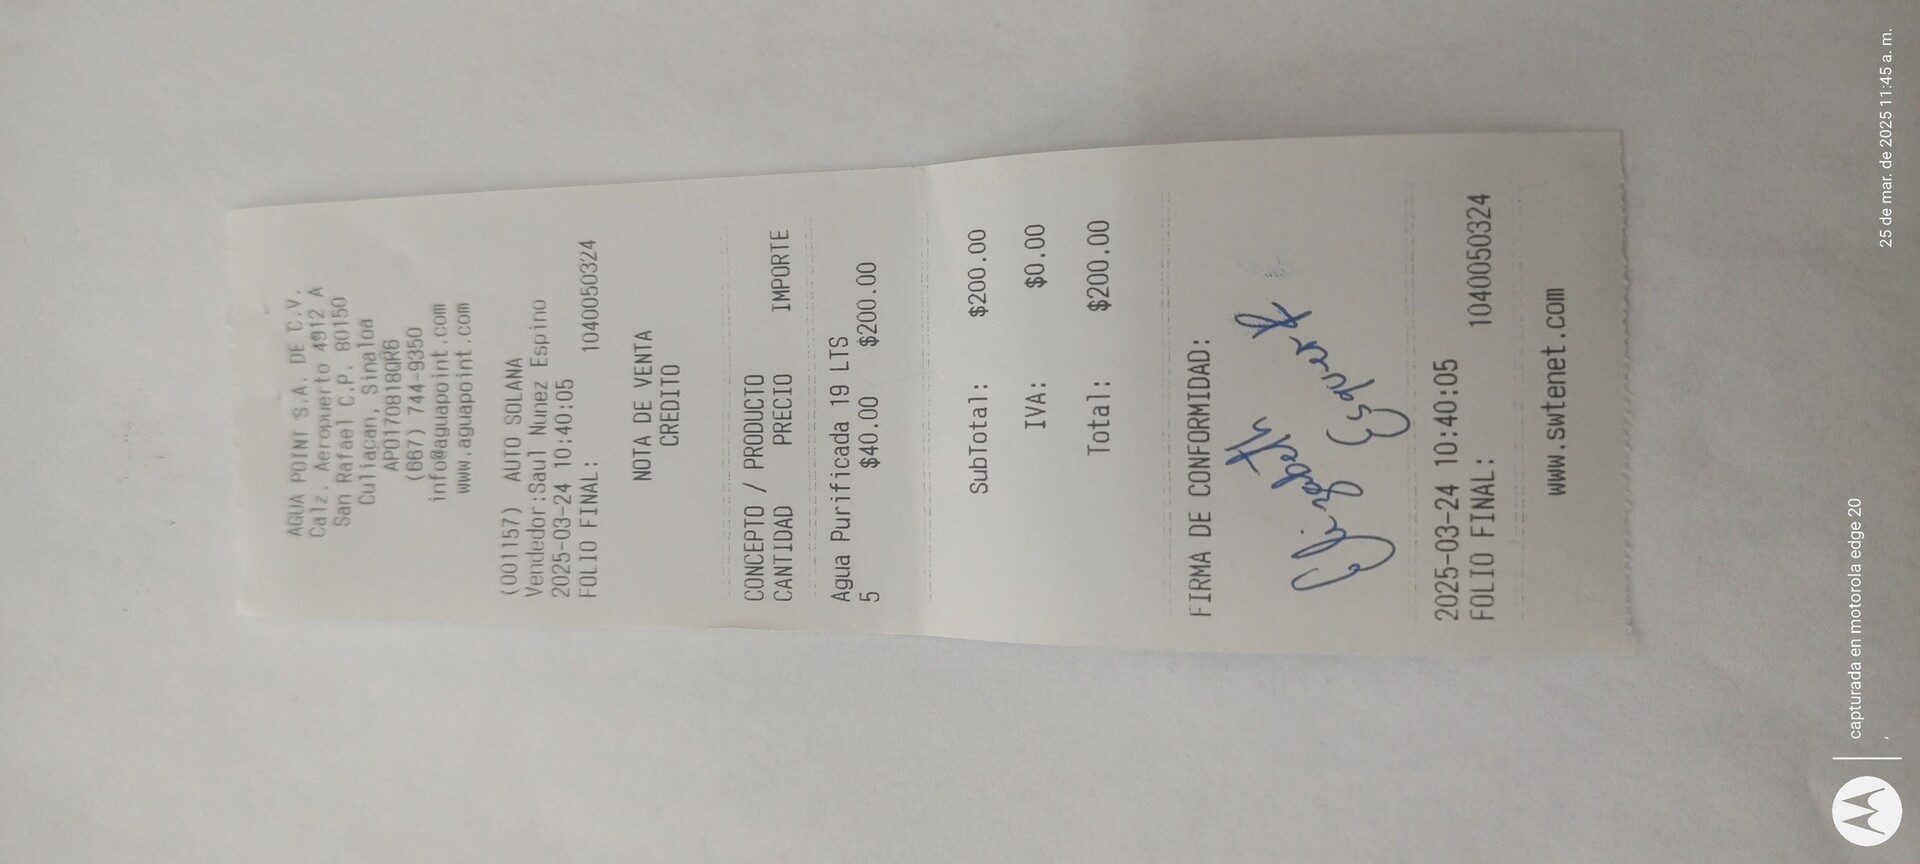 AGUA POINT S.A. DE C.V.
Calz. Aeropuerto 4912 A
San Rafael C.P. 80150
Culiacan, Sinaloa
APO170818QR6
(667) 744-9350
info@aguapoint.com
www.aguapoint.com
(001157) AUTO SOLANA
Vendedor:Saul Nunez Espino
2025-03-24 10:40:05
FOLIO FINAL: 1040050324
NOTA DE VENTA
CREDITO
CONCEPTO / PRODUCTO
CANTIDAD PRECIO IMPORTE
Agua Purificada 19 LTS
5 $40.00 $200.00
SubTotal: $200.00
IVA: $0.00
Total: $200.00
FIRMA DE CONFORMIDAD:
Elizabeth
2025-03-24 10:40:05
FOLIO FINAL: 1040050324
www.swtenet.com
capturada en motorola edge 20
25 de mar. de 2025 11:45 a. m.